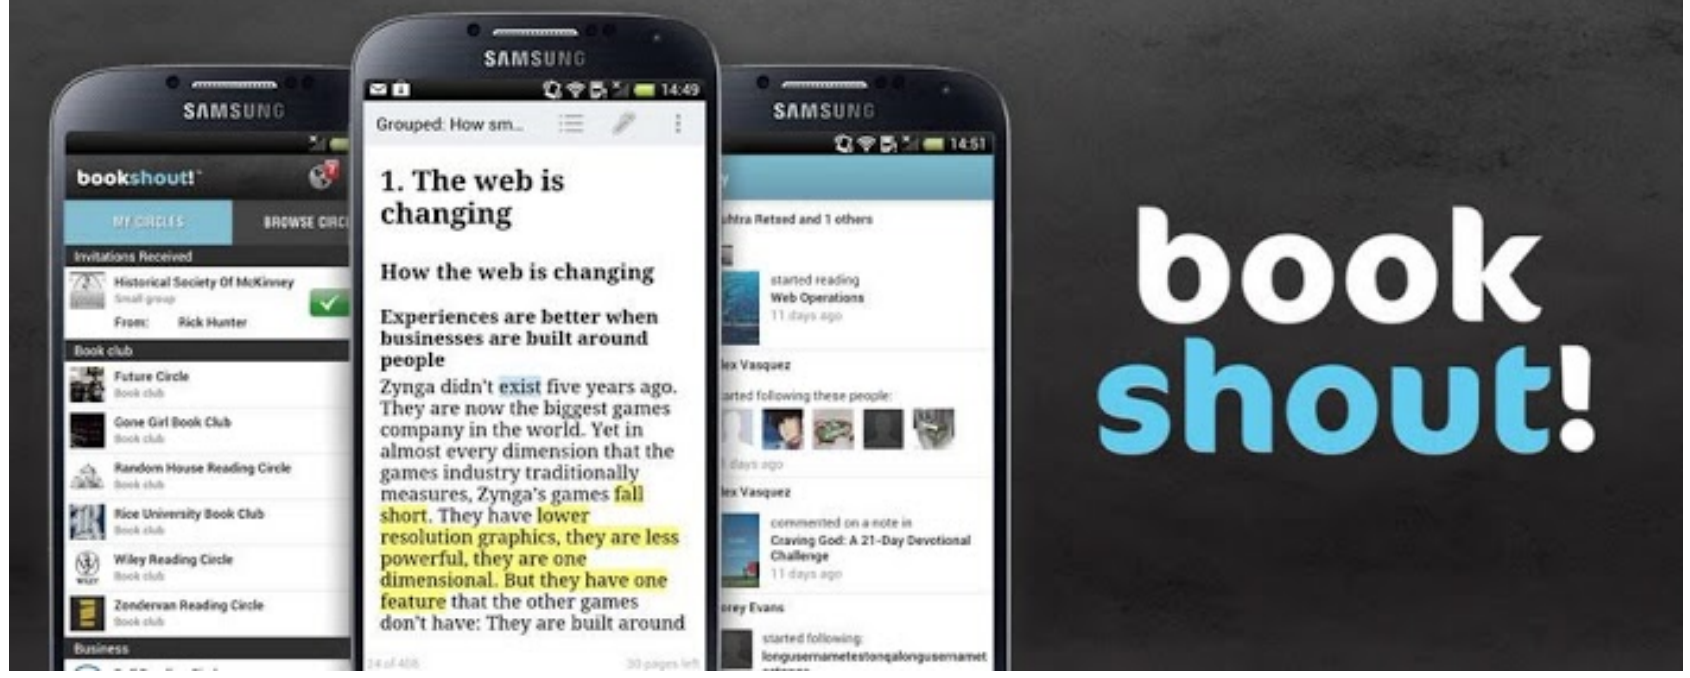 SAMSUNG
bookshout!
MY CIRCLES
BROWSE CIRCL
Invitations Received
Historical Society Of McKinney
Small group
From: Rick Hunter
Book club
Future Circle
Book club
Gone Girl Book Club
Book club
Random House Reading Circle
Book club
Rice University Book Club
Book club
Wiley Reading Circle
Book club
WILEY
Zondervan Reading Circle
Book club
Business
SAMSUNG
14:49
Grouped: How sm...
1. The web is
changing
How the web is changing
Experiences are better when
businesses are built around
people
Zynga didn't exist five years ago.
They are now the biggest games
company in the world. Yet in
almost every dimension that the
games industry traditionally
measures, Zynga's games fall
short. They have lower
resolution graphics, they are less
powerful, they are one
dimensional. But they have one
feature that the other games
don't have: They are built around
24 of 408
30 pages left
SAMSUNG
14:51
uhtra Retsed and 1 others
started reading
Web Operations
11 days ago
lex Vasquez
arted following these people:
days ago
lex Vasquez
commented on a note in
Craving God: A 21-Day Devotional
Challenge
11 days ago
orey Evans
started following:
longusernametestongalongusernamet
book
shout!